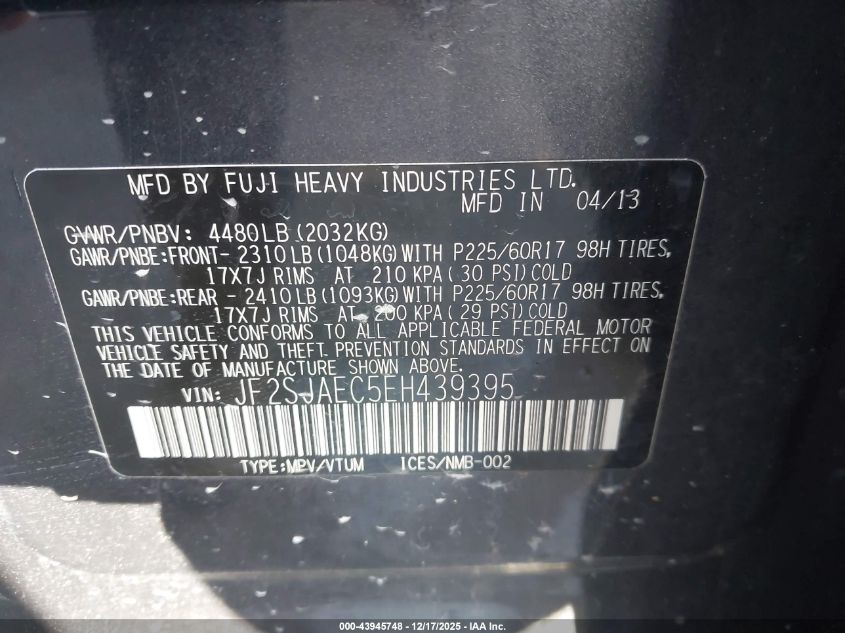 MFD BY FUJI HEAVY INDUSTRIES LTD.
MFD IN 04/13
GVWR/PNBV: 4480LB(2032KG)
GAWR/PNBE:FRONT- 2310LB(1048KG)WITH P225/60R17 98H TIRES,
17X7J RIMS AT 210 KPA( 30 PSI)COLD
GAWR/PNBE:REAR - 2410LB(1093KG)WITH P225/60R17 98H TIRES,
17X7J RIMS AT 200 KPA( 29 PSI)COLD
THIS VEHICLE CONFORMS TO ALL APPLICABLE FEDERAL MOTOR
VEHICLE SAFETY AND THEFT PREVENTION STANDARDS IN EFFECT ON
THE DATE OF MANUFACTURE SHOWN ABOVE.
VIN: JF2SJAEC5EH439395
TYPE:MPV/VTUM ICES/NMB-002
000-43945748 - 12/17/2025 - IAA Inc.